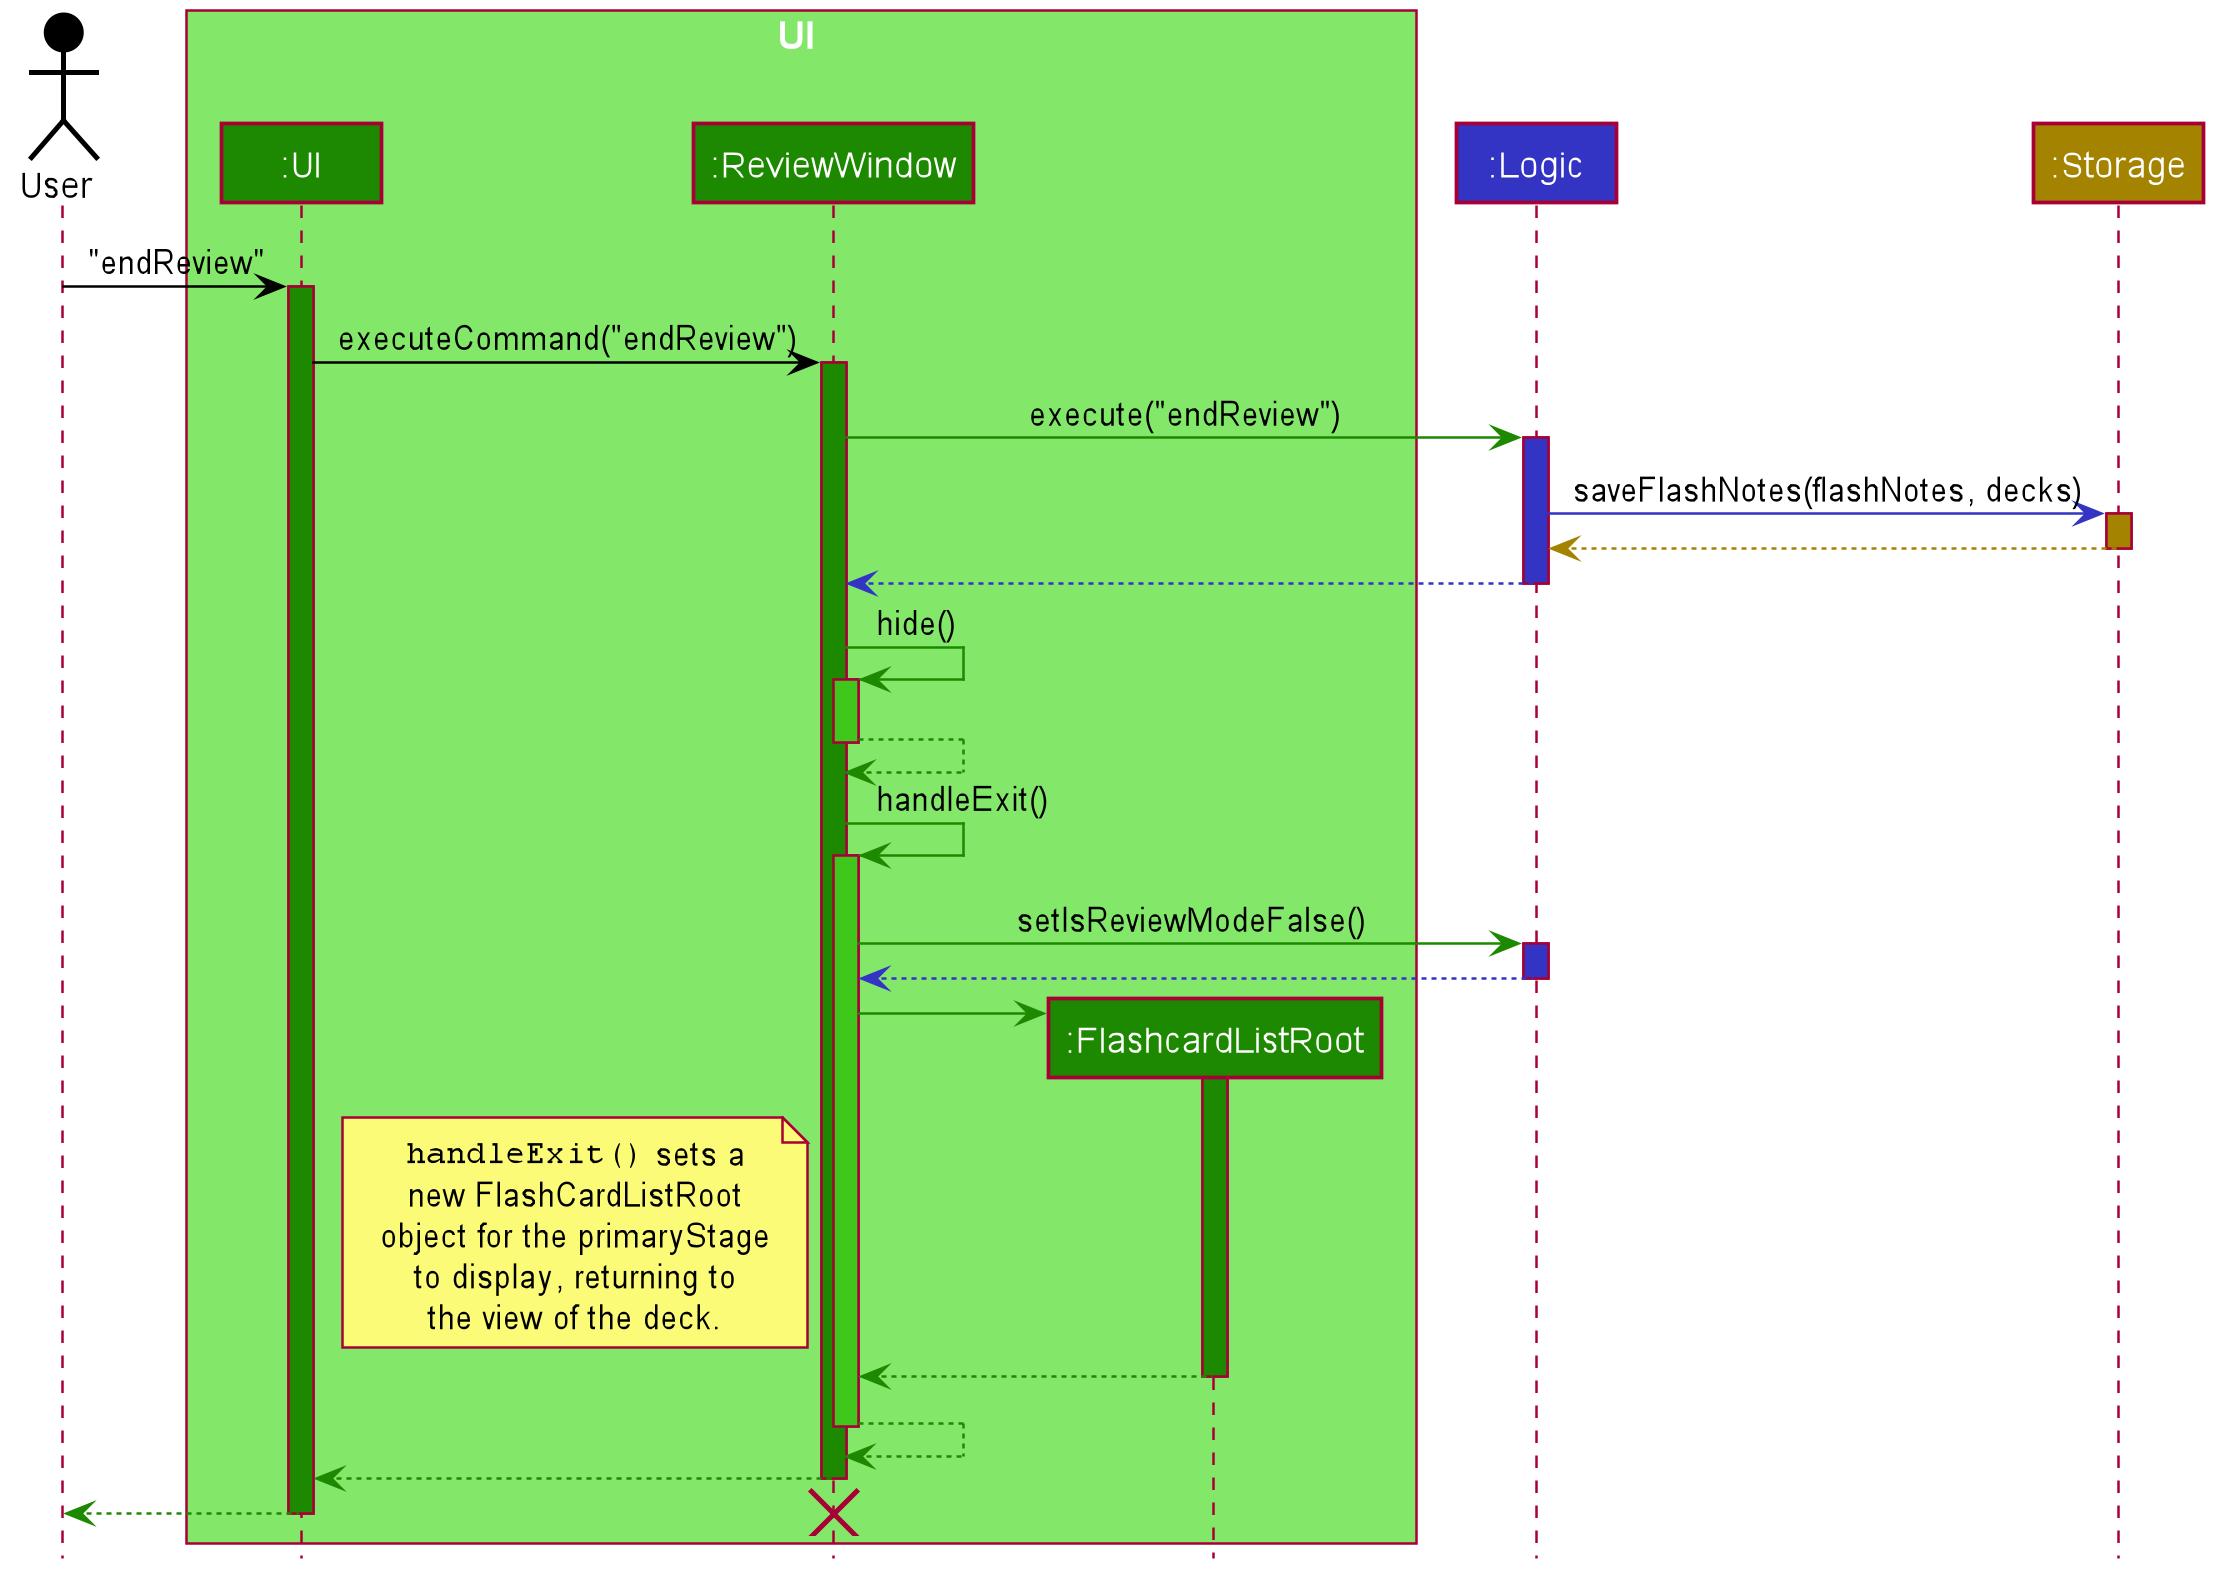 UI
User
:UI
:ReviewWindow
:Logic
:Storage
"endReview"
executeCommand("endReview")
execute("endReview")
saveFlashNotes(flashNotes, decks)
hide()
handleExit()
setIsReviewModeFalse()
:FlashcardListRoot
handleExit() sets a
new FlashCardListRoot
object for the primaryStage
to display, returning to
the view of the deck.